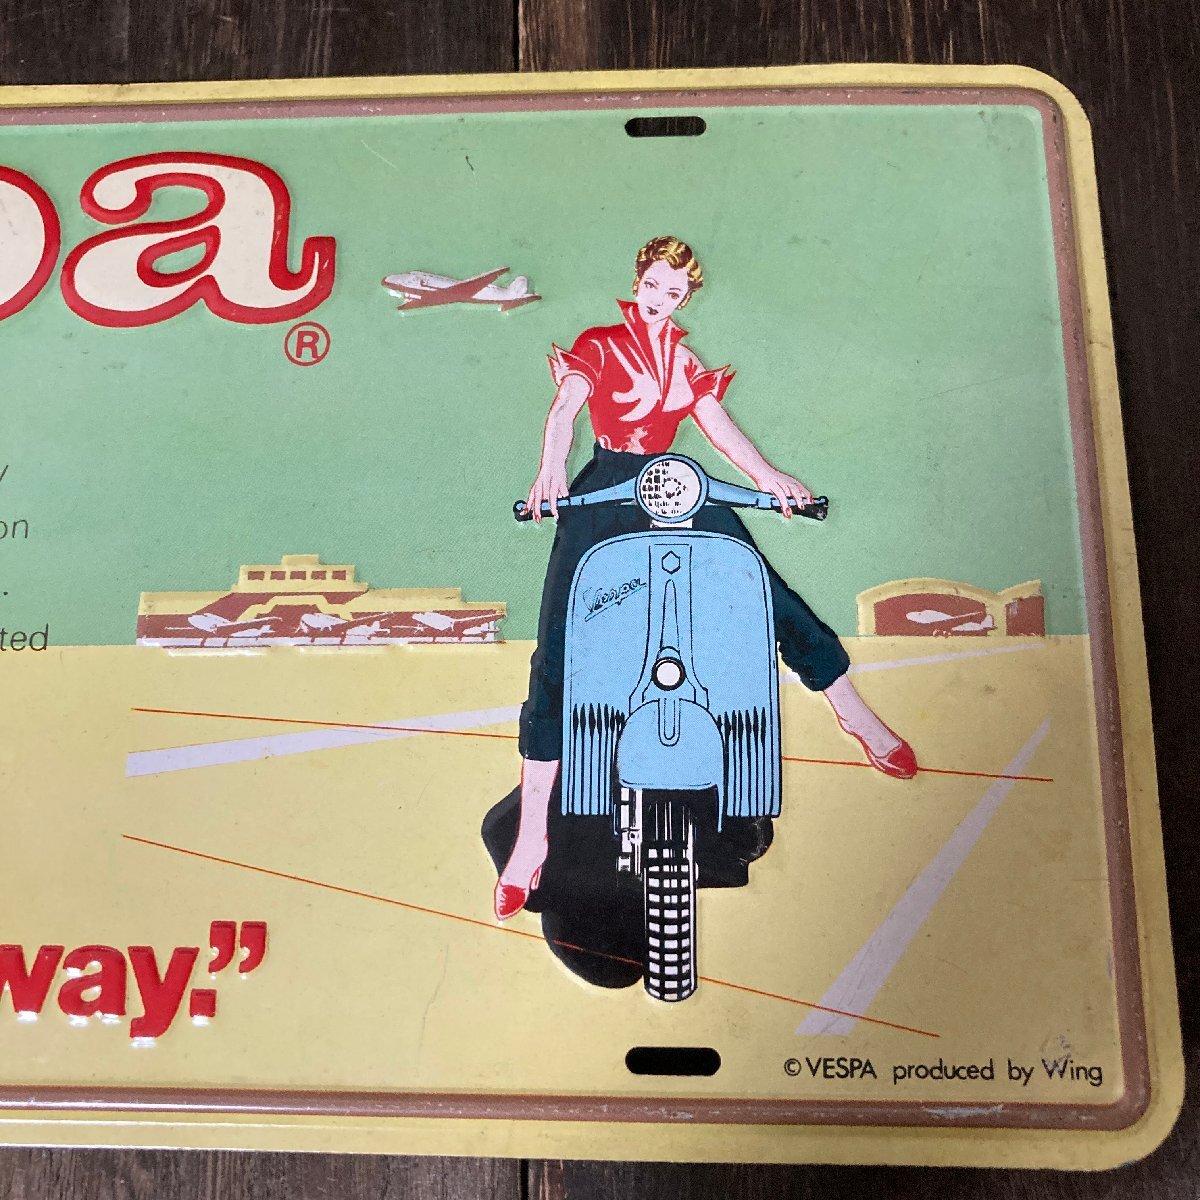 pa®
y
on
.
ted
Vespa
way.”
© VESPA produced by Wing